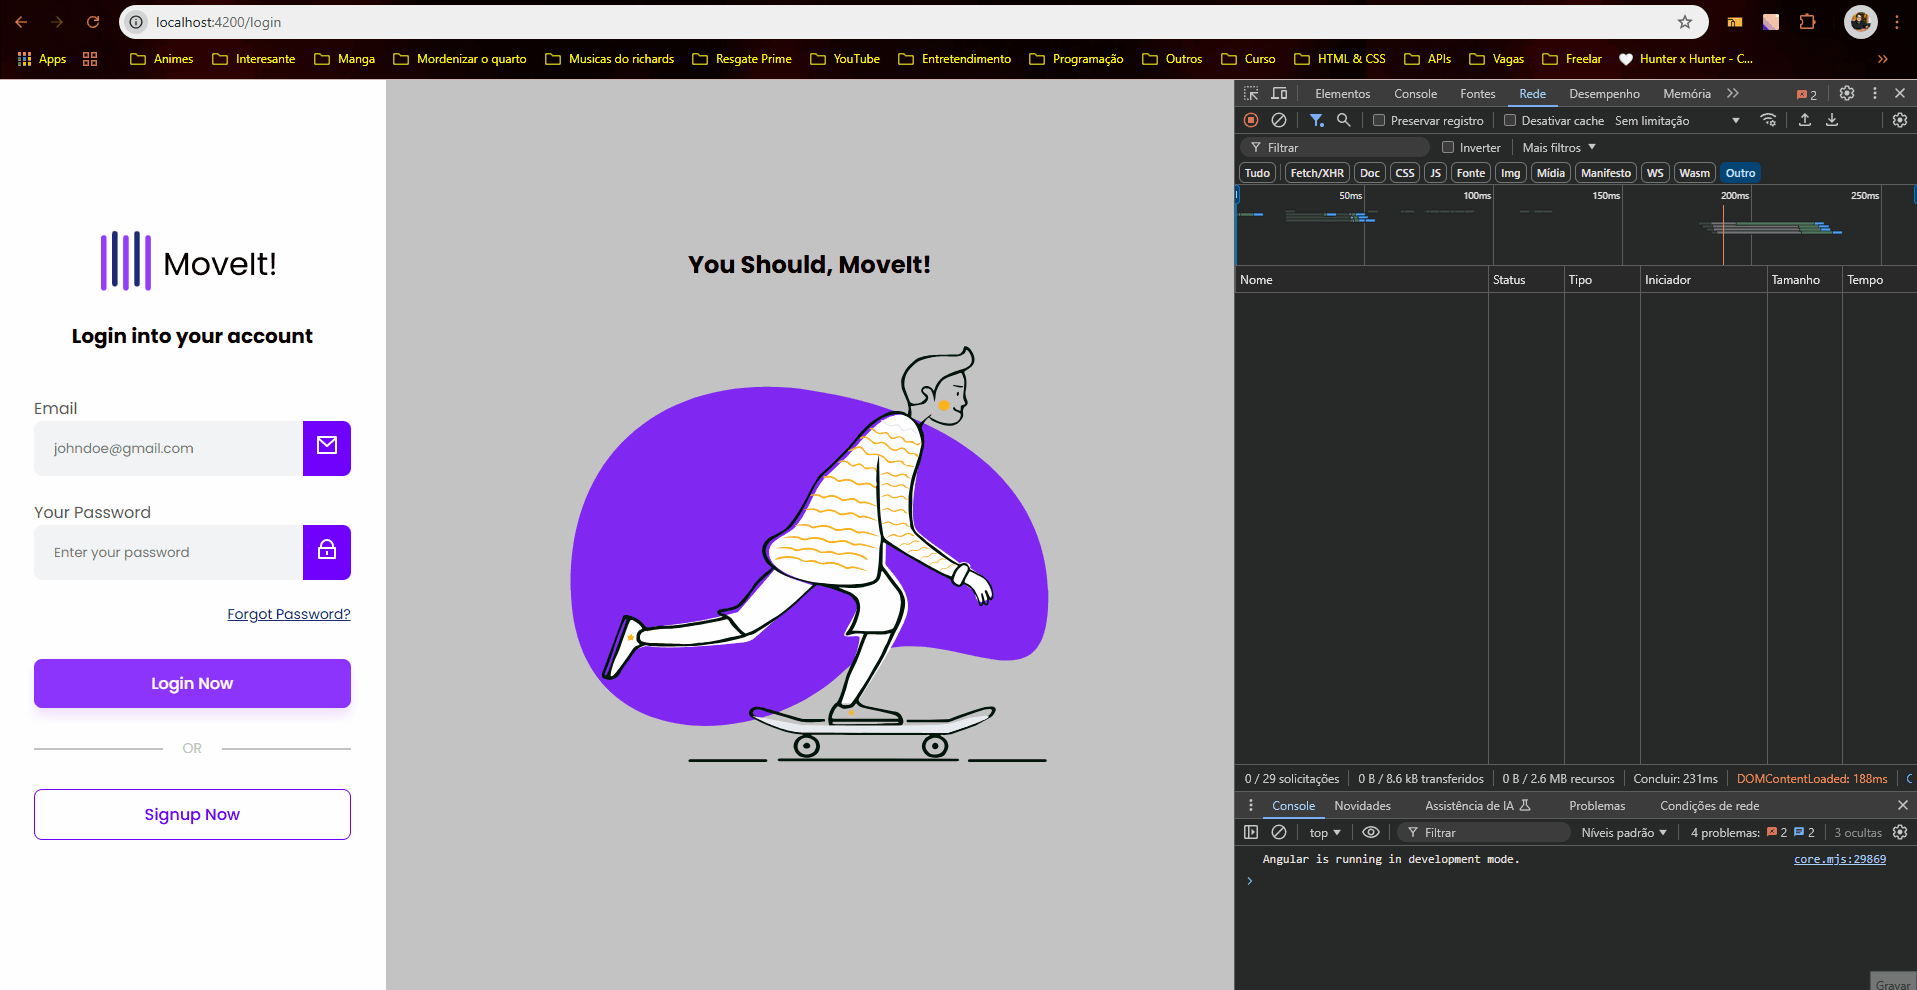 localhost:4200/login
Apps Animes Interesante Manga Mordenizar o quarto Musicas do richards Resgate Prime YouTube Entretendimento Programação Outros Curso HTML & CSS APIs Vagas Freelar Hunter x Hunter - C...
MoveIt!
Login into your account
Email
johndoe@gmail.com
Your Password
Enter your password
Forgot Password?
Login Now
OR
Signup Now
You Should, MoveIt!
Elementos Console Fontes Rede Desempenho Memória 2
Preservar registro Desativar cache Sem limitação
Filtrar Inverter Mais filtros
Tudo Fetch/XHR Doc CSS JS Fonte Img Mídia Manifesto WS Wasm Outro
50ms 100ms 150ms 200ms 250ms
Nome Status Tipo Iniciador Tamanho Tempo
0 / 29 solicitações 0 B / 8.6 kB transferidos 0 B / 2.6 MB recursos Concluir: 231ms DOMContentLoaded: 188ms
Console Novidades Assistência de IA Problemas Condições de rede
top Filtrar Níveis padrão 4 problemas: 2 2 3 ocultas
Angular is running in development mode. core.mjs:29869
Gravar